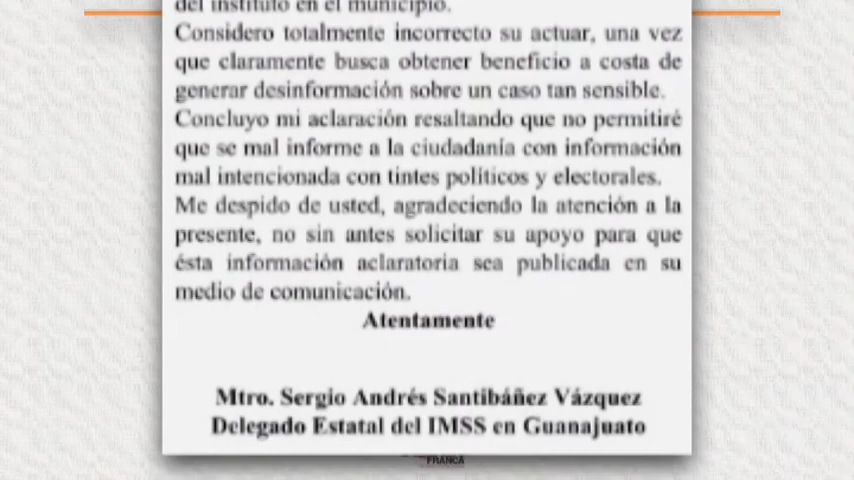 del instituto en el municipio.
Considero totalmente incorrecto su actuar, una vez
que claramente busca obtener beneficio a costa de
generar desinformación sobre un caso tan sensible.
Concluyo mi aclaración resaltando que no permitiré
que se mal informe a la ciudadanía con información
mal intencionada con tintes políticos y electorales.
Me despido de usted, agradeciendo la atención a la
presente, no sin antes solicitar su apoyo para que
ésta información aclaratoria sea publicada en su
medio de comunicación.
Atentamente
Mtro. Sergio Andrés Santibáñez Vázquez
Delegado Estatal del IMSS en Guanajuato
FRANCA